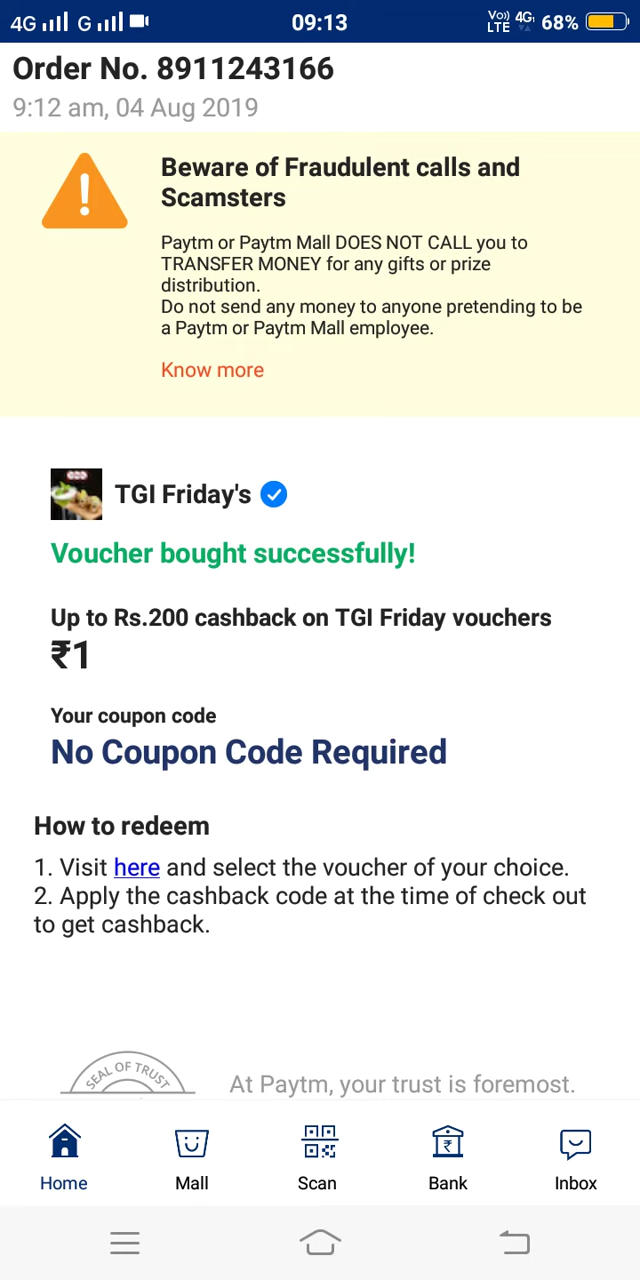 4G G 09:13 Vo)) LTE 4G 68%
Order No. 8911243166
9:12 am, 04 Aug 2019
Beware of Fraudulent calls and
Scamsters
Paytm or Paytm Mall DOES NOT CALL you to
TRANSFER MONEY for any gifts or prize
distribution.
Do not send any money to anyone pretending to be
a Paytm or Paytm Mall employee.
Know more
TGI Friday's
Voucher bought successfully!
Up to Rs.200 cashback on TGI Friday vouchers
₹1
Your coupon code
No Coupon Code Required
How to redeem
1. Visit here and select the voucher of your choice.
2. Apply the cashback code at the time of check out
to get cashback.
SEAL OF TRUST
At Paytm, your trust is foremost.
Home Mall Scan Bank Inbox